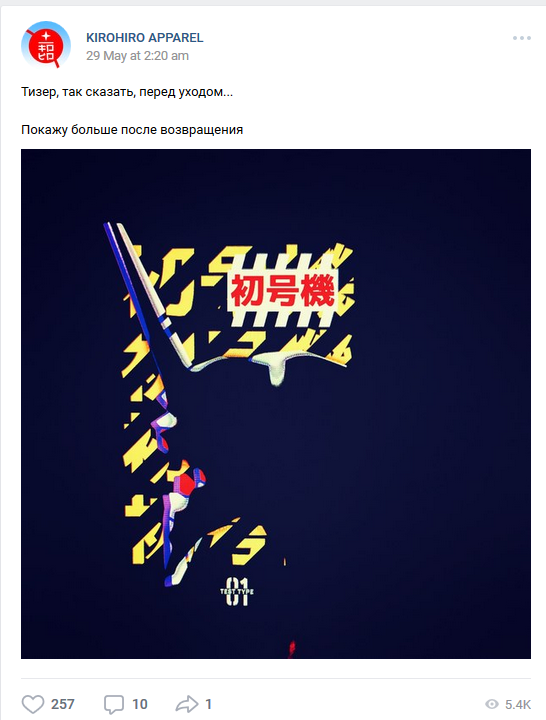 KIROHIRO APPAREL
29 May at 2:20 am
Тизер, так сказать, перед уходом...
Покажу больше после возвращения
初号機
01
TEST TYPE
257
10
1
5.4K